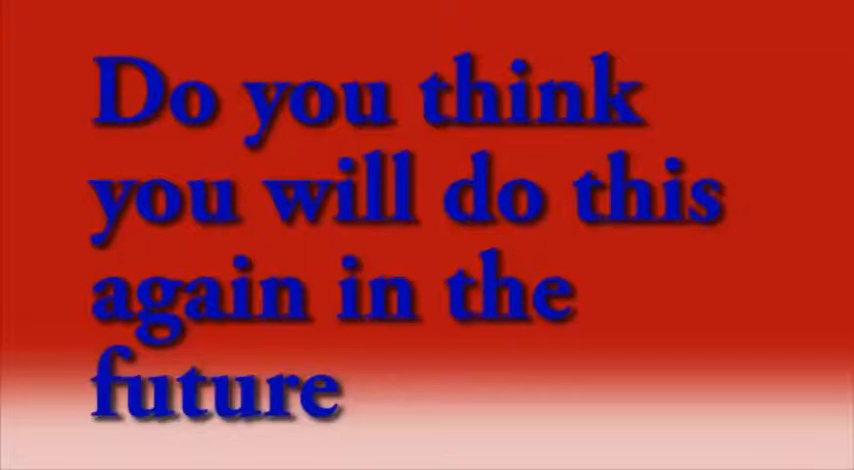 Do you think
you will do this
again in the
future